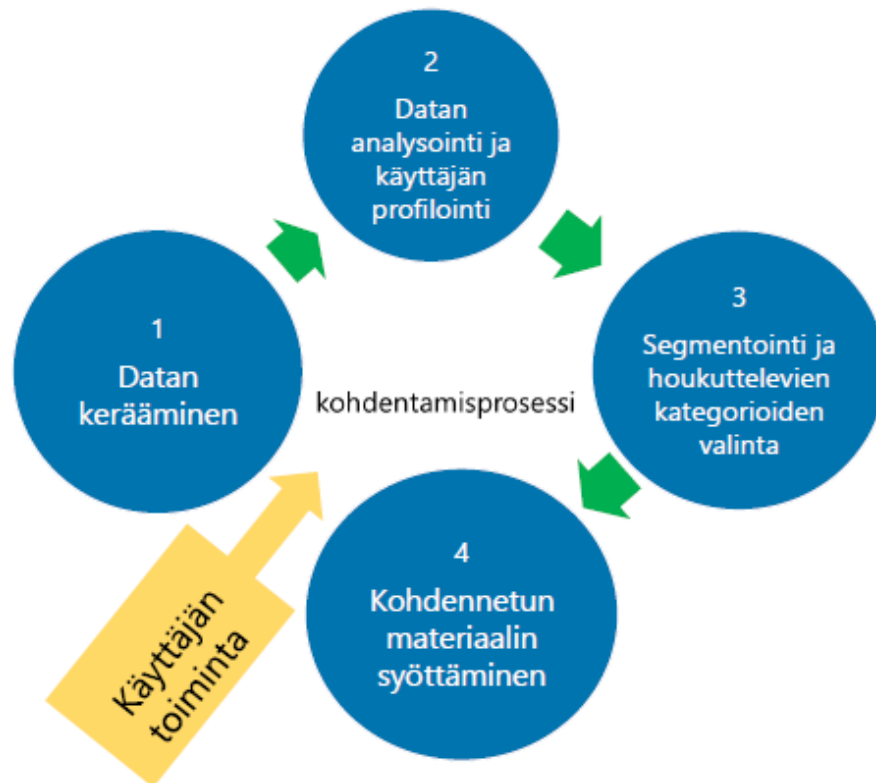 1
Datan
kerääminen
2
Datan
analysointi ja
käyttäjän
profilointi
3
Segmentointi ja
houkuttelevien
kategorioiden
valinta
4
Kohdennetun
materiaalin
syöttäminen
kohdentamisprosessi
Käyttäjän
toiminta